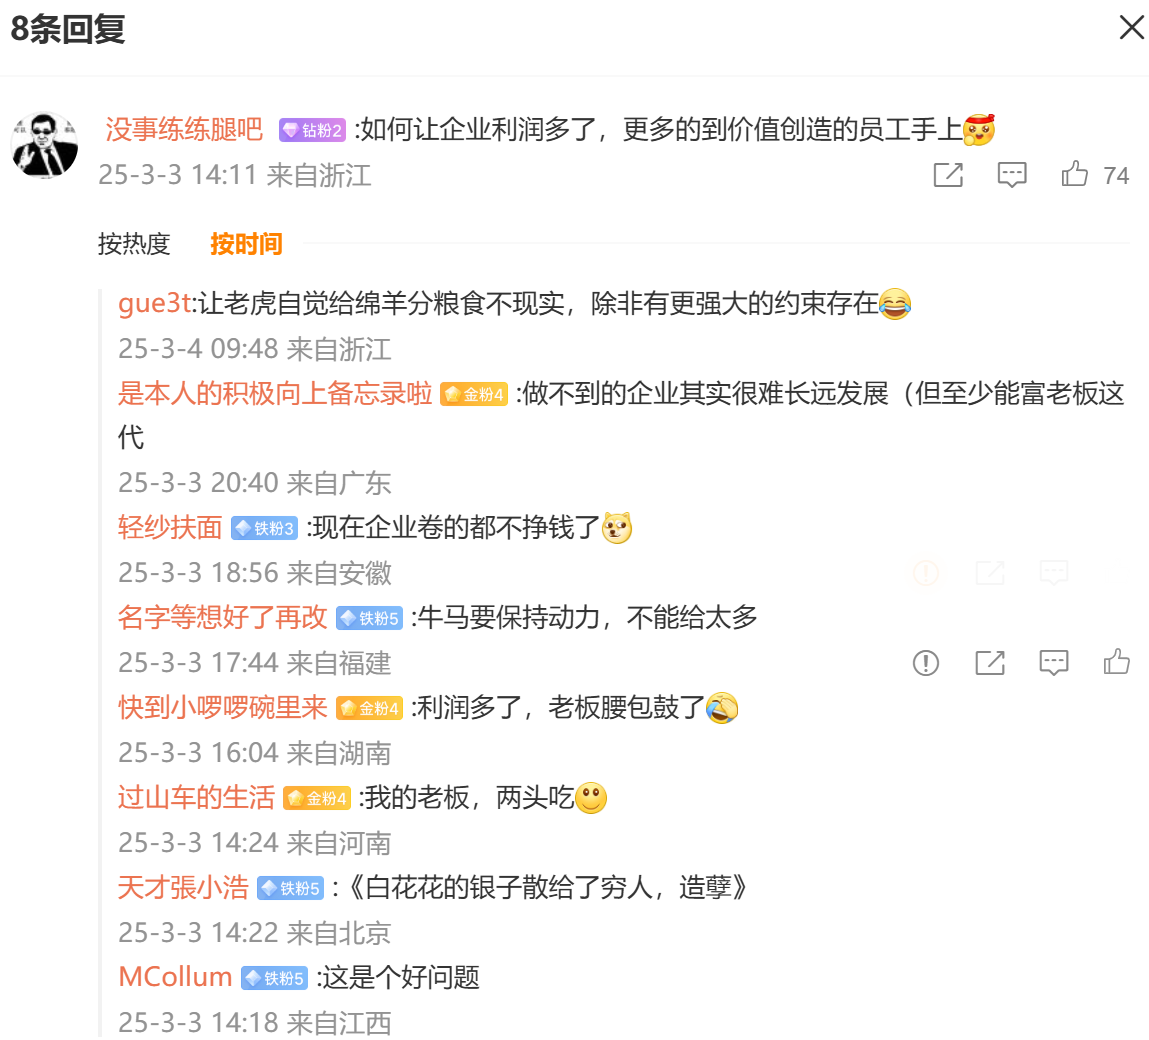 8条回复
没事练练腿吧 钻粉2 :如何让企业利润多了，更多的到价值创造的员工手上
25-3-3 14:11 来自浙江 74
按热度 按时间
gue3t:让老虎自觉给绵羊分粮食不现实，除非有更强大的约束存在
25-3-4 09:48 来自浙江
是本人的积极向上备忘录啦 金粉4 :做不到的企业其实很难长远发展（但至少能富老板这
代
25-3-3 20:40 来自广东
轻纱扶面 铁粉3 :现在企业卷的都不挣钱了
25-3-3 18:56 来自安徽
名字等想好了再改 铁粉5 :牛马要保持动力，不能给太多
25-3-3 17:44 来自福建
快到小啰啰碗里来 金粉4 :利润多了，老板腰包鼓了
25-3-3 16:04 来自湖南
过山车的生活 金粉4 :我的老板，两头吃
25-3-3 14:24 来自河南
天才張小浩 铁粉5 :《白花花的银子散给了穷人，造孽》
25-3-3 14:22 来自北京
MCollum 铁粉5 :这是个好问题
25-3-3 14:18 来自江西